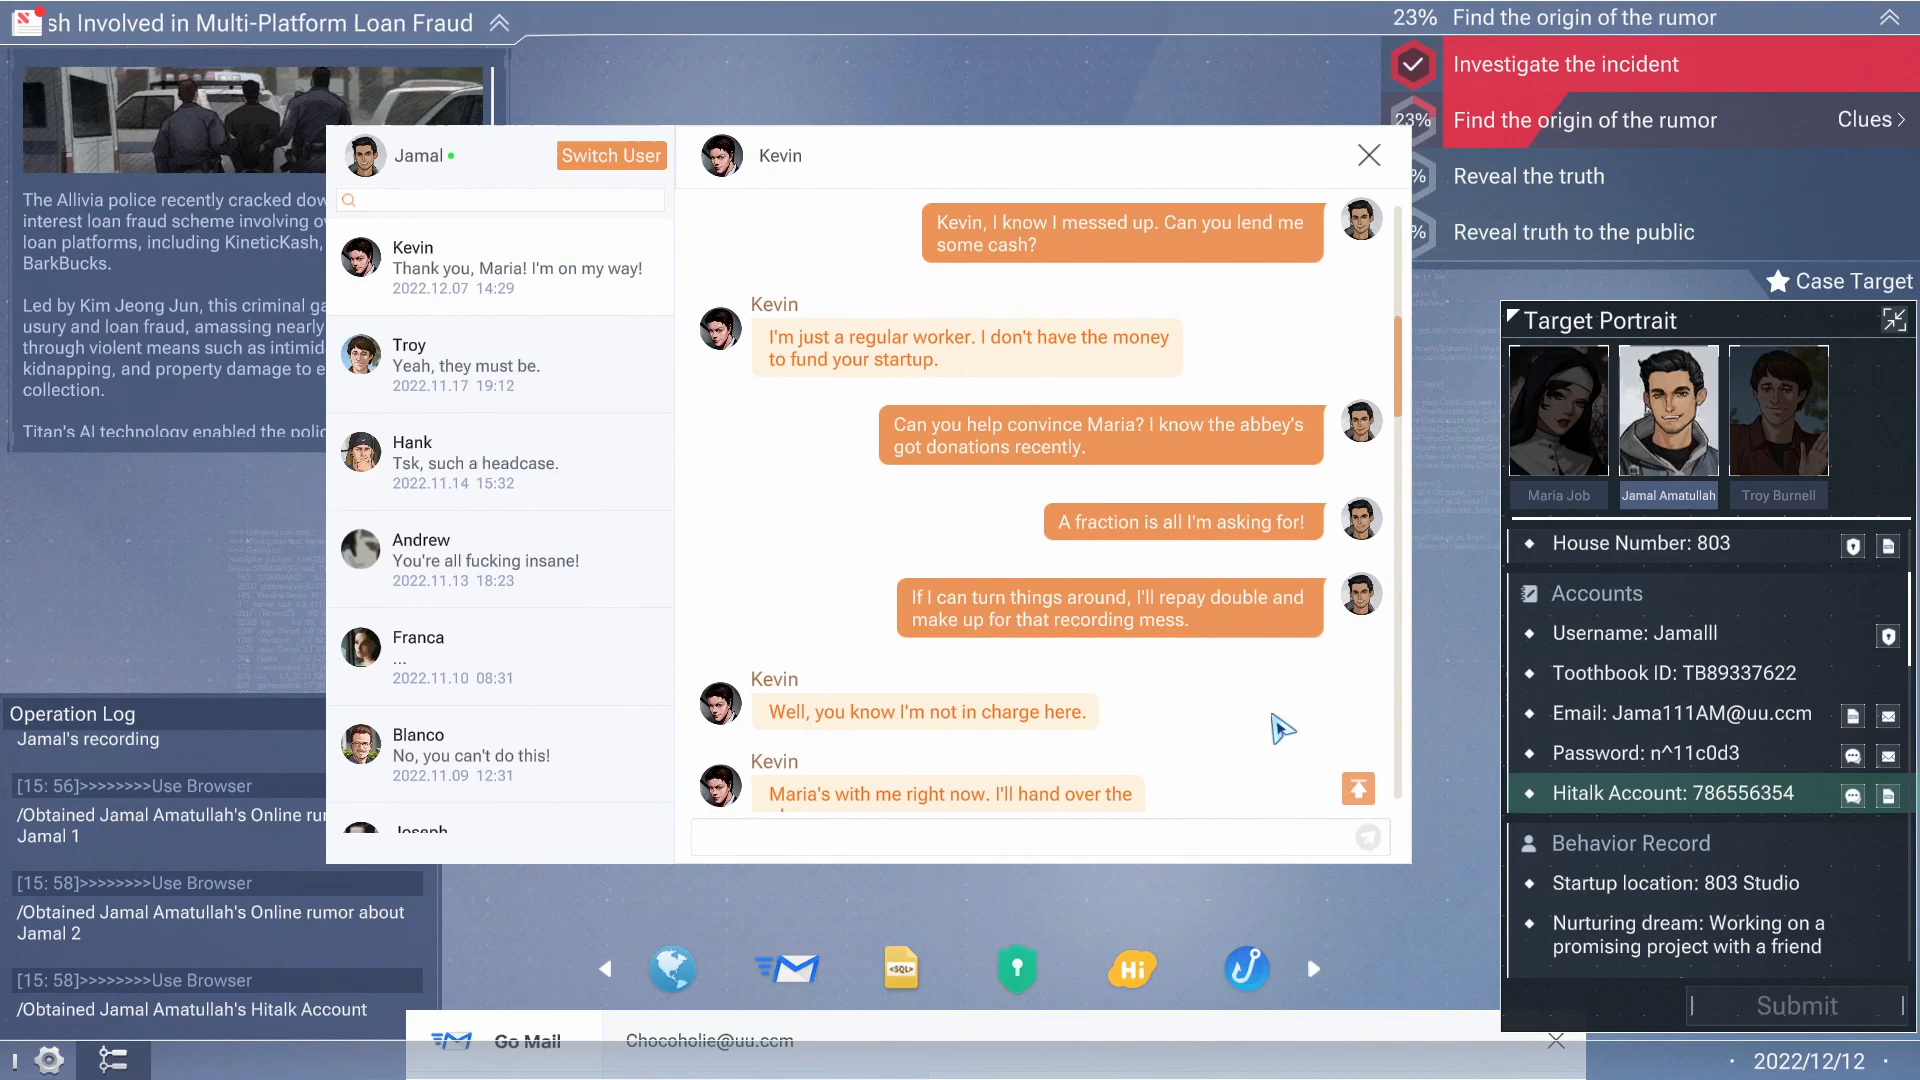 sh Involved in Multi-Platform Loan Fraud
The Allivia police recently cracked dow
interest loan fraud scheme involving ov
loan platforms, including KineticKash,
BarkBucks.
Led by Kim Jeong Jun, this criminal ga
usury and loan fraud, amassing nearly
through violent means such as intimid
kidnapping, and property damage to e
collection.
Titan's AI technology enabled the polic
Operation Log
Jamal's recording
[15: 56]>>>>>>>>Use Browser
/Obtained Jamal Amatullah's Online ru
Jamal 1
[15: 58]>>>>>>>>Use Browser
/Obtained Jamal Amatullah's Online rumor about
Jamal 2
[15: 58]>>>>>>>>Use Browser
/Obtained Jamal Amatullah's Hitalk Account
Jamal
Switch User
Kevin
Thank you, Maria! I'm on my way!
2022.12.07 14:29
Troy
Yeah, they must be.
2022.11.17 19:12
Hank
Tsk, such a headcase.
2022.11.14 15:32
Andrew
You're all fucking insane!
2022.11.13 18:23
Franca
...
2022.11.10 08:31
Blanco
No, you can't do this!
2022.11.09 12:31
Joseph
Kevin
Kevin, I know I messed up. Can you lend me
some cash?
Kevin
I'm just a regular worker. I don't have the money
to fund your startup.
Can you help convince Maria? I know the abbey's
got donations recently.
A fraction is all I'm asking for!
If I can turn things around, I'll repay double and
make up for that recording mess.
Kevin
Well, you know I'm not in charge here.
Kevin
Maria's with me right now. I'll hand over the
23% Find the origin of the rumor
Investigate the incident
23% Find the origin of the rumor Clues
% Reveal the truth
% Reveal truth to the public
Case Target
Target Portrait
Maria Job
Jamal Amatullah
Troy Burnell
House Number: 803
Accounts
Username: Jamalll
Toothbook ID: TB89337622
Email: Jama111AM@uu.ccm
Password: n^11c0d3
Hitalk Account: 786556354
Behavior Record
Startup location: 803 Studio
Nurturing dream: Working on a
promising project with a friend
Submit
<SQL>
Hi
Go Mail
Chocoholie@uu.ccm
2022/12/12